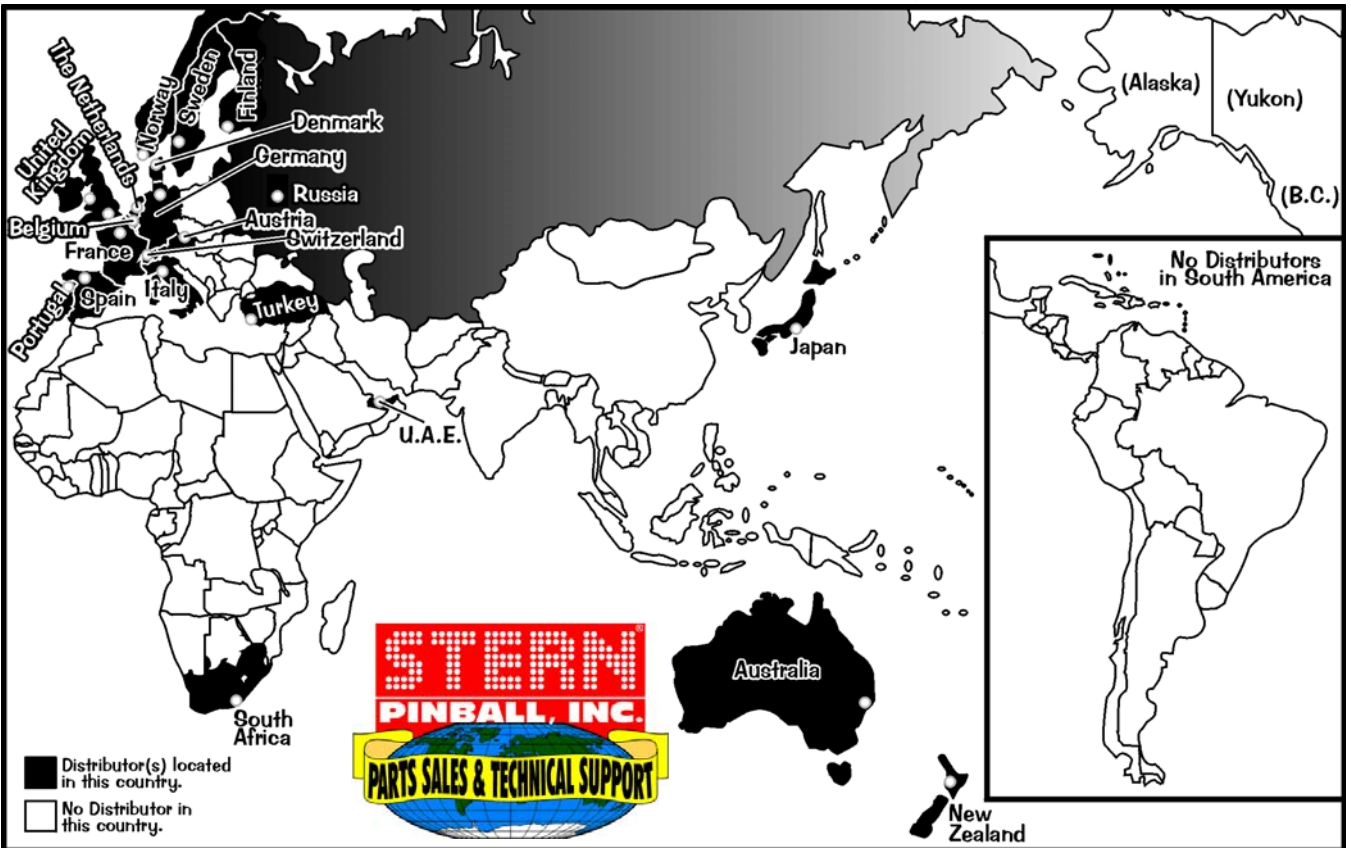 The Netherlands
Norway
Sweden
Finland
United
Kingdom
Denmark
Germany
Russia
Belgium
Austria
Switzerland
France
Portugal
Spain
Italy
Turkey
U.A.E.
Japan
(Alaska)
(Yukon)
(B.C.)
No Distributors
in South America
Australia
South
Africa
New
Zealand
STERN®
PINBALL, INC.
PARTS SALES & TECHNICAL SUPPORT
Distributor(s) located
in this country.
No Distributor in
this country.